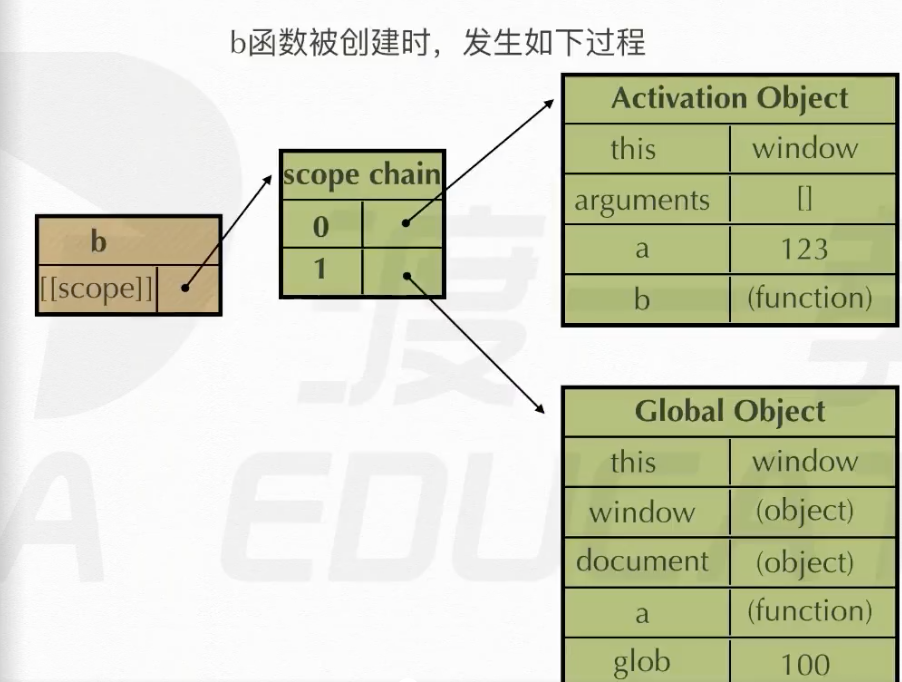 b函数被创建时，发生如下过程
Activation Object
this window
arguments []
a 123
b (function)
scope chain
0
1
b
[[scope]]
Global Object
this window
window (object)
document (object)
a (function)
glob 100
渡
A EDUCAT